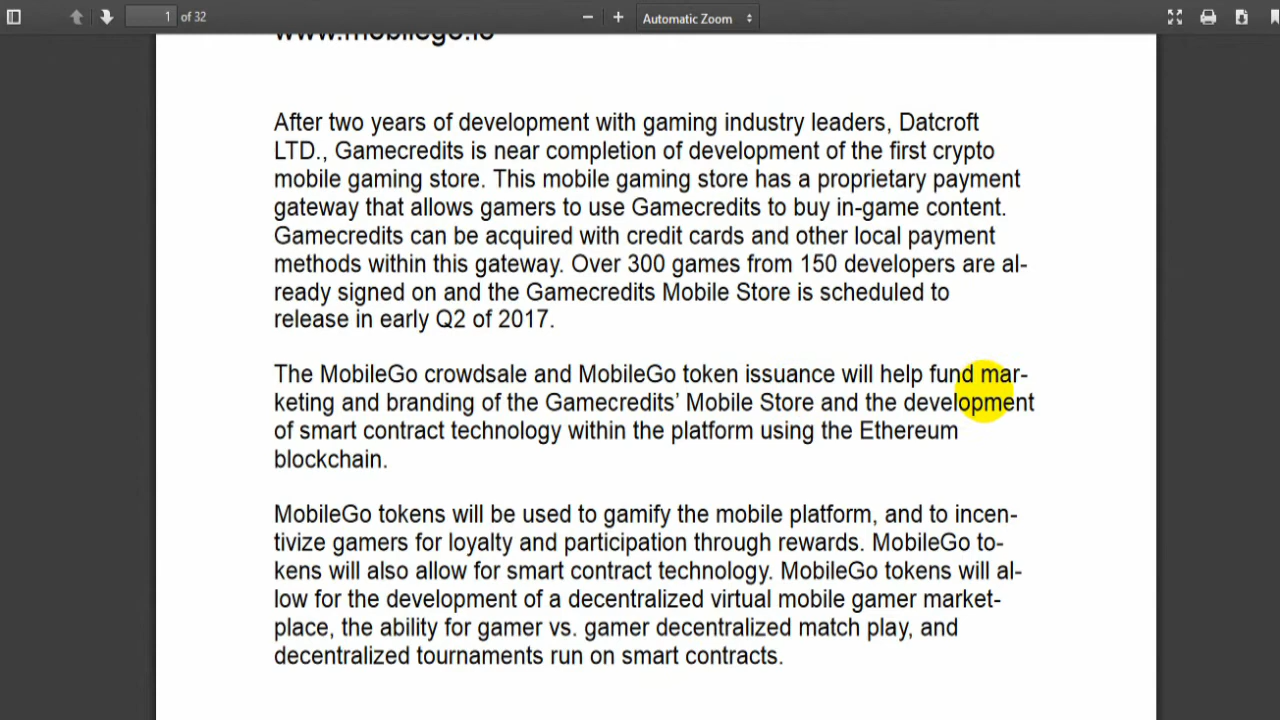 1 of 32
Automatic Zoom
www.mobilego.io
After two years of development with gaming industry leaders, Datcroft
LTD., Gamecredits is near completion of development of the first crypto
mobile gaming store. This mobile gaming store has a proprietary payment
gateway that allows gamers to use Gamecredits to buy in-game content.
Gamecredits can be acquired with credit cards and other local payment
methods within this gateway. Over 300 games from 150 developers are al-
ready signed on and the Gamecredits Mobile Store is scheduled to
release in early Q2 of 2017.
The MobileGo crowdsale and MobileGo token issuance will help fund mar-
keting and branding of the Gamecredits’ Mobile Store and the development
of smart contract technology within the platform using the Ethereum
blockchain.
MobileGo tokens will be used to gamify the mobile platform, and to incen-
tivize gamers for loyalty and participation through rewards. MobileGo to-
kens will also allow for smart contract technology. MobileGo tokens will al-
low for the development of a decentralized virtual mobile gamer market-
place, the ability for gamer vs. gamer decentralized match play, and
decentralized tournaments run on smart contracts.